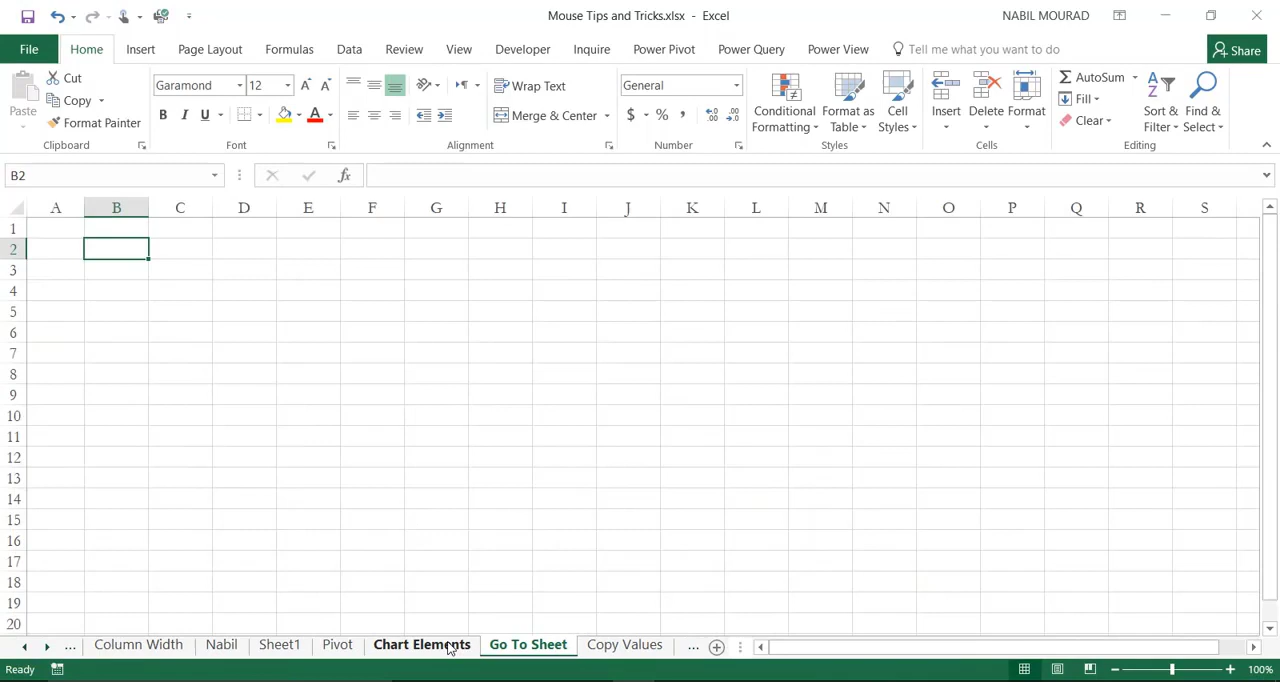 Mouse Tips and Tricks.xlsx - Excel
NABIL MOURAD
File Home Insert Page Layout Formulas Data Review View Developer Inquire Power Pivot Power Query Power View Tell me what you want to do Share
Paste
Cut
Copy
Format Painter
Clipboard
Garamond 12
B I U A
Font
Wrap Text
Merge & Center
Alignment
General
$ % ,
Number
Conditional Formatting
Format as Table
Cell Styles
Styles
Insert
Delete
Format
Cells
AutoSum
Fill
Clear
Sort & Filter
Find & Select
Editing
B2
fx
A B C D E F G H I J K L M N O P Q R S
1
2
3
4
5
6
7
8
9
10
11
12
13
14
15
16
17
18
19
20
... Column Width Nabil Sheet1 Pivot Chart Elements Go To Sheet Copy Values ...
Ready
100%